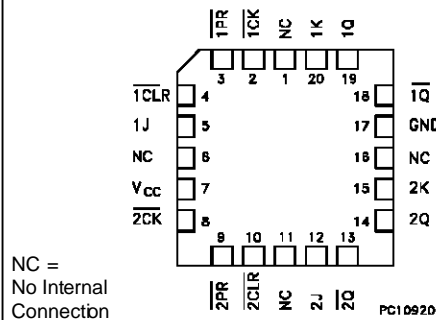 1PR 1CK NC 1K 1Q
3 2 1 20 19
1CLR 4 18 1Q
1J 5 17 GND
NC 6 16 NC
VCC 7 15 2K
2CK 8 14 2Q
9 10 11 12 13
2PR 2CLR NC 2J 2Q
NC =
No Internal
Connection
PC10920